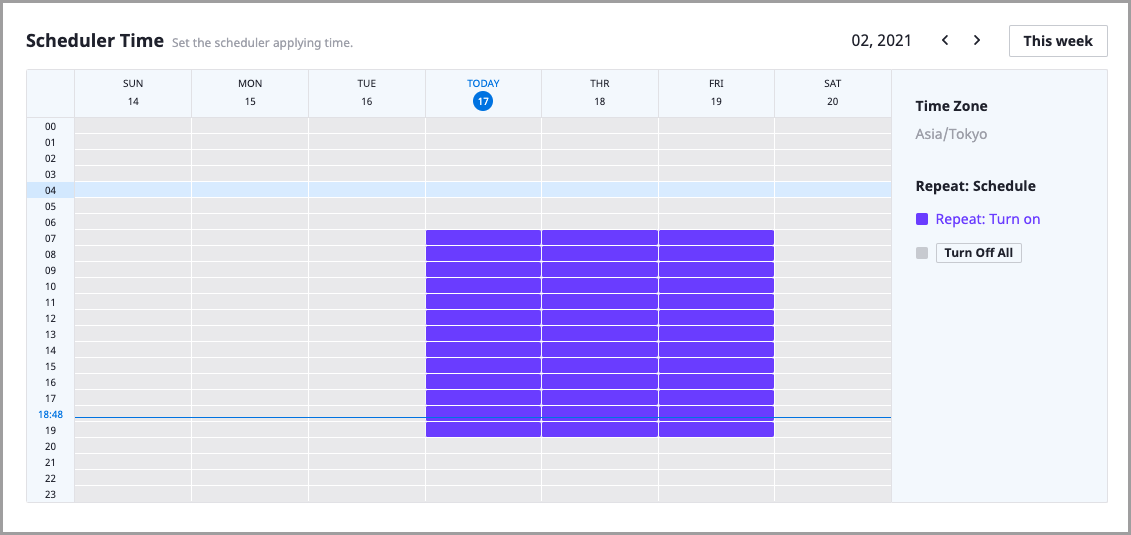 Scheduler Time Set the scheduler applying time.
02, 2021 This week
SUN MON TUE TODAY THR FRI SAT
14 15 16 17 18 19 20
00
01
02
03
04
05
06
07
08
09
10
11
12
13
14
15
16
17
18:48
19
20
21
22
23
Time Zone
Asia/Tokyo
Repeat: Schedule
Repeat: Turn on
Turn Off All